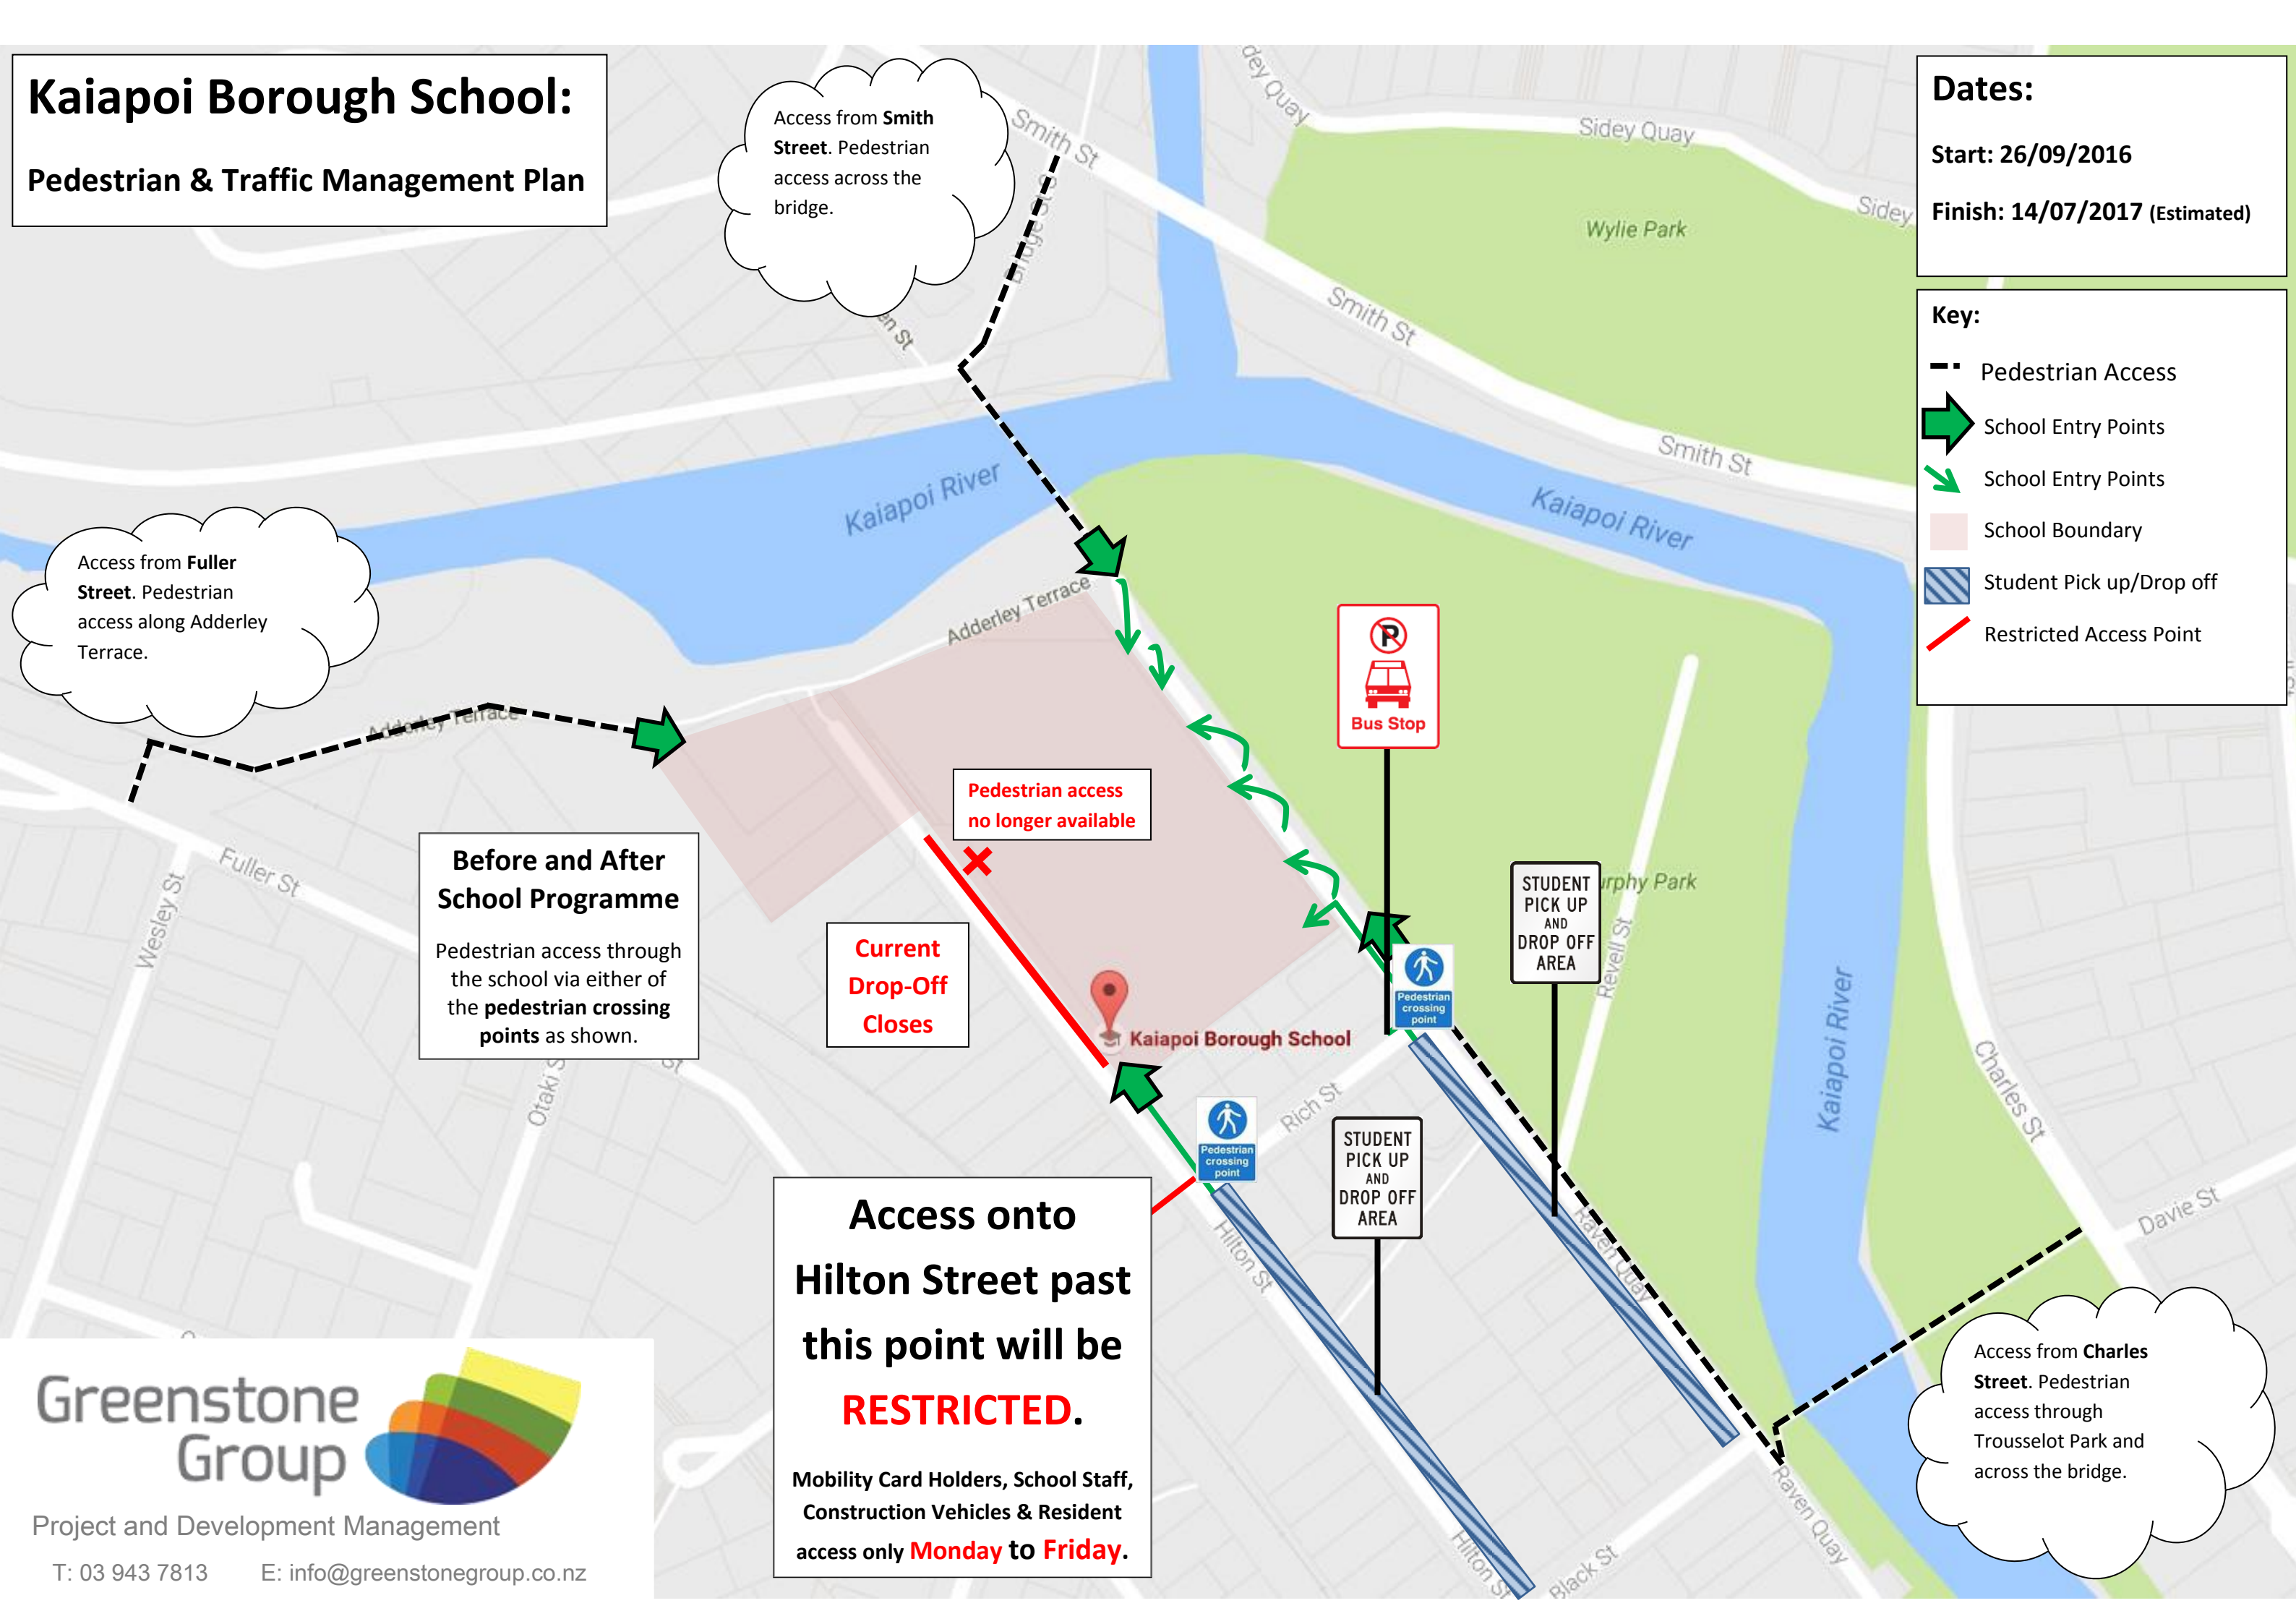 Kaiapoi Borough School:
Pedestrian & Traffic Management Plan
Access from Smith
Street. Pedestrian
access across the
bridge.
Dates:
Start: 26/09/2016
Finish: 14/07/2017 (Estimated)
Key:
Pedestrian Access
School Entry Points
School Entry Points
School Boundary
Student Pick up/Drop off
Restricted Access Point
dey Quay
Smith St
Sidey Quay
Sidey
Wylie Park
Bridge St
en St
Smith St
Smith St
Kaiapoi River
Kaiapoi River
Access from Fuller
Street. Pedestrian
access along Adderley
Terrace.
Adderley Terrace
Adderley Terrace
P
Bus Stop
Pedestrian access
no longer available
Before and After
School Programme
Pedestrian access through
the school via either of
the pedestrian crossing
points as shown.
Fuller St
Wesley St
Otaki S
St
Current
Drop-Off
Closes
STUDENT
PICK UP
AND
DROP OFF
AREA
urphy Park
Revell St
Pedestrian
crossing
point
Kaiapoi Borough School
Kaiapoi River
Charles St
Davie St
Rich St
Pedestrian
crossing
point
STUDENT
PICK UP
AND
DROP OFF
AREA
Hilton St
Raven Quay
Access onto
Hilton Street past
this point will be
RESTRICTED.
Mobility Card Holders, School Staff,
Construction Vehicles & Resident
access only Monday to Friday.
Access from Charles
Street. Pedestrian
access through
Trousselot Park and
across the bridge.
Hilton St
Black St
Raven Quay
Greenstone
Group
Project and Development Management
T: 03 943 7813 E: info@greenstonegroup.co.nz